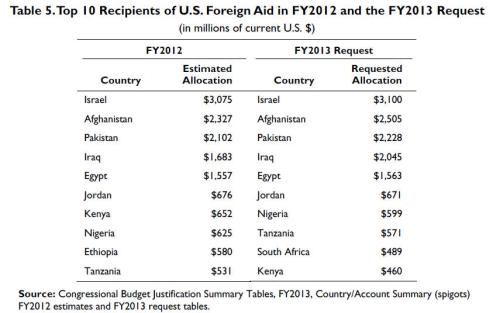 Table 5. Top 10 Recipients of U.S. Foreign Aid in FY2012 and the FY2013 Request
(in millions of current U.S. $)
FY2012 FY2013 Request
Country Estimated Allocation Country Requested Allocation
Israel $3,075 Israel $3,100
Afghanistan $2,327 Afghanistan $2,505
Pakistan $2,102 Pakistan $2,228
Iraq $1,683 Iraq $2,045
Egypt $1,557 Egypt $1,563
Jordan $676 Jordan $671
Kenya $652 Nigeria $599
Nigeria $625 Tanzania $571
Ethiopia $580 South Africa $489
Tanzania $531 Kenya $460
Source: Congressional Budget Justification Summary Tables, FY2013, Country/Account Summary (spigots)
FY2012 estimates and FY2013 request tables.